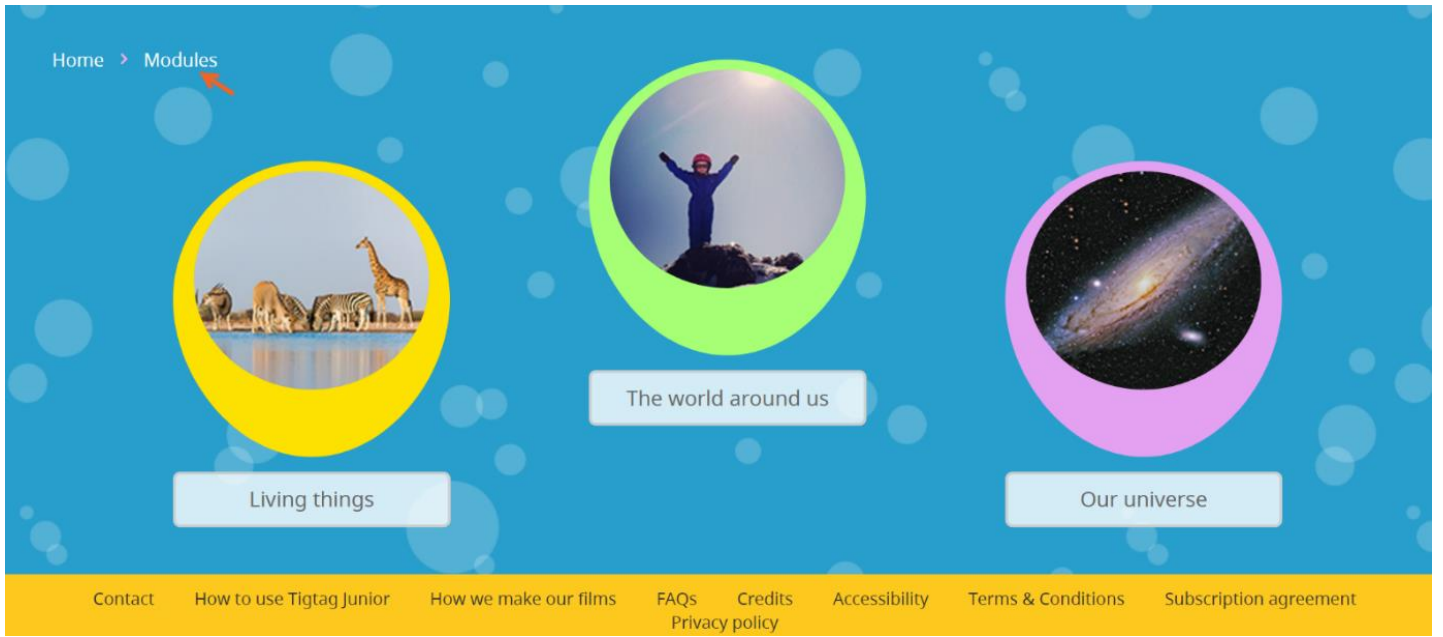 Home > Modules
The world around us
Living things
Our universe
Contact How to use Tigtag Junior How we make our films FAQs Credits Accessibility Terms & Conditions Subscription agreement
Privacy policy